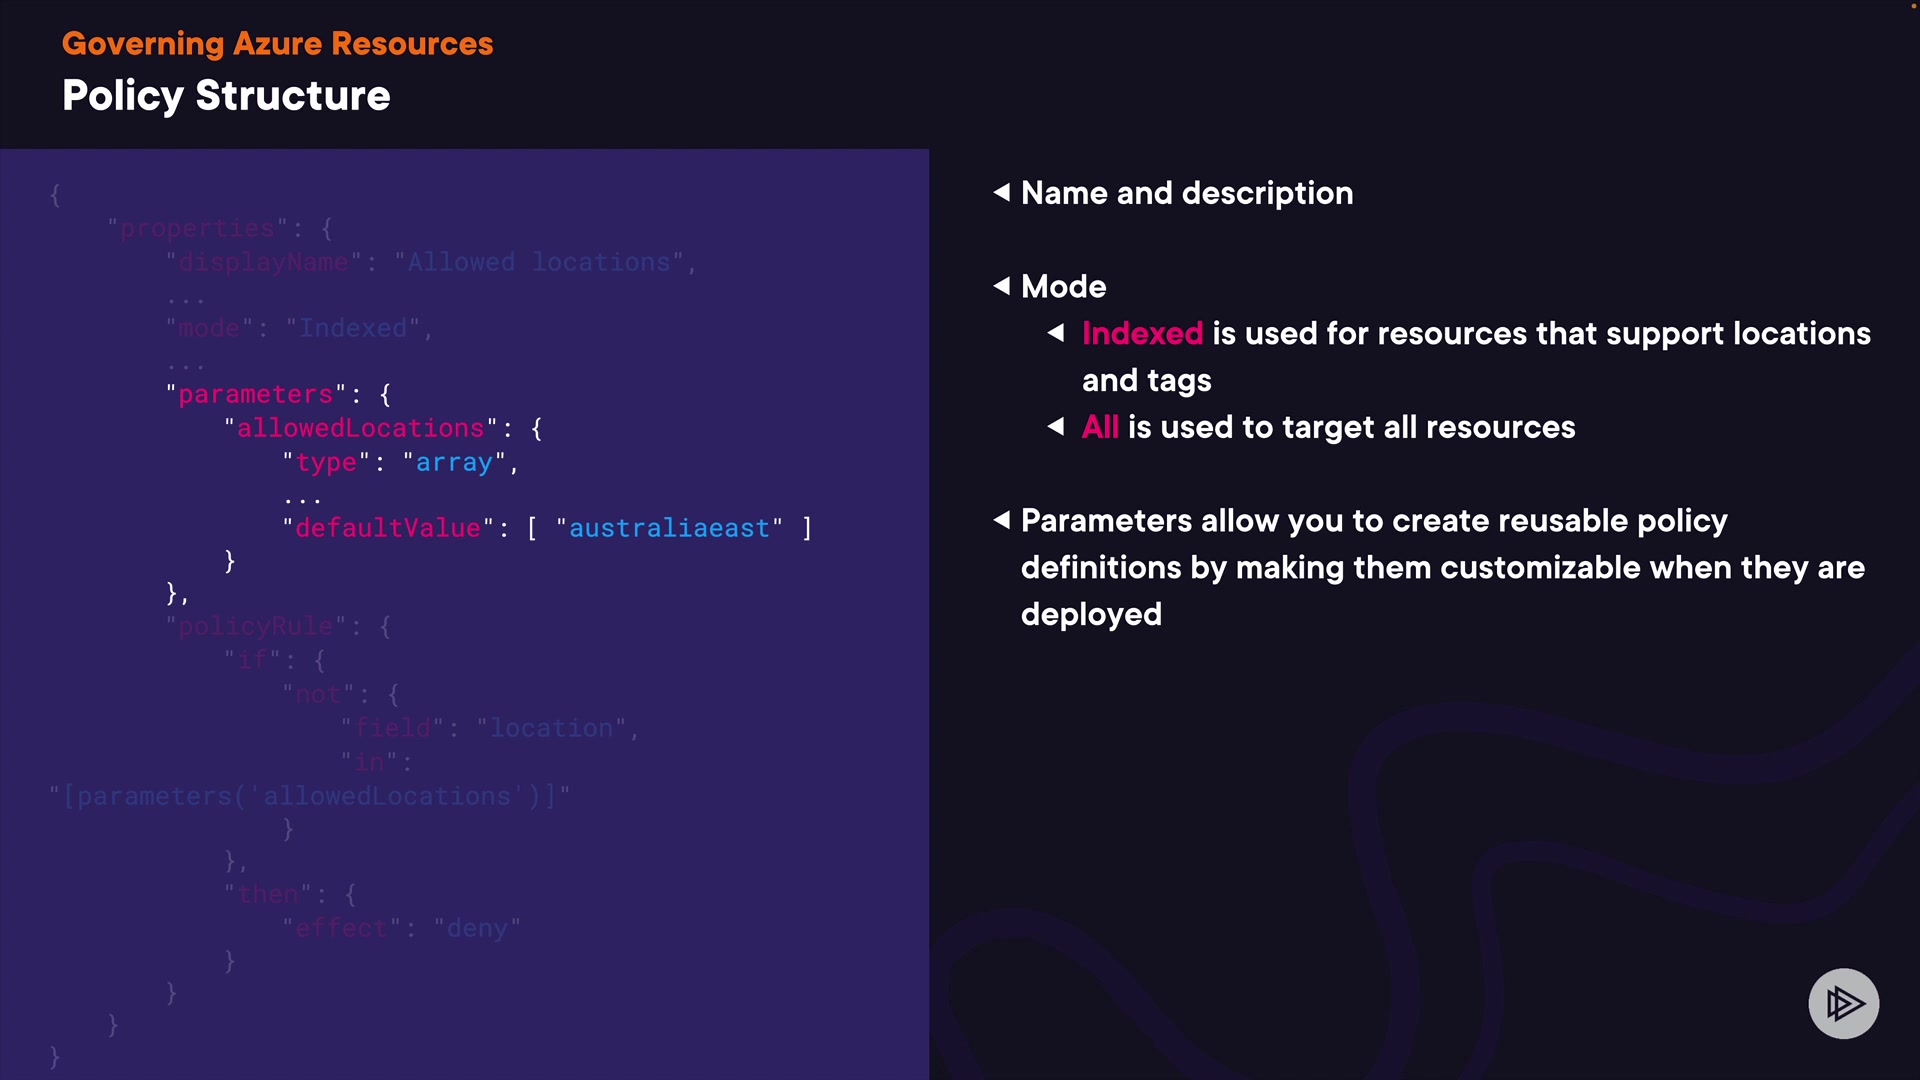 Governing Azure Resources
Policy Structure
{
"properties": {
"displayName": "Allowed locations",
...
"mode": "Indexed",
...
"parameters": {
"allowedLocations": {
"type": "array",
...
"defaultValue": [ "australiaeast" ]
}
},
"policyRule": {
"if": {
"not": {
"field": "location",
"in":
"[parameters('allowedLocations')]"
}
},
"then": {
"effect": "deny"
}
}
}
}
Name and description
Mode
Indexed is used for resources that support locations
and tags
All is used to target all resources
Parameters allow you to create reusable policy
definitions by making them customizable when they are
deployed